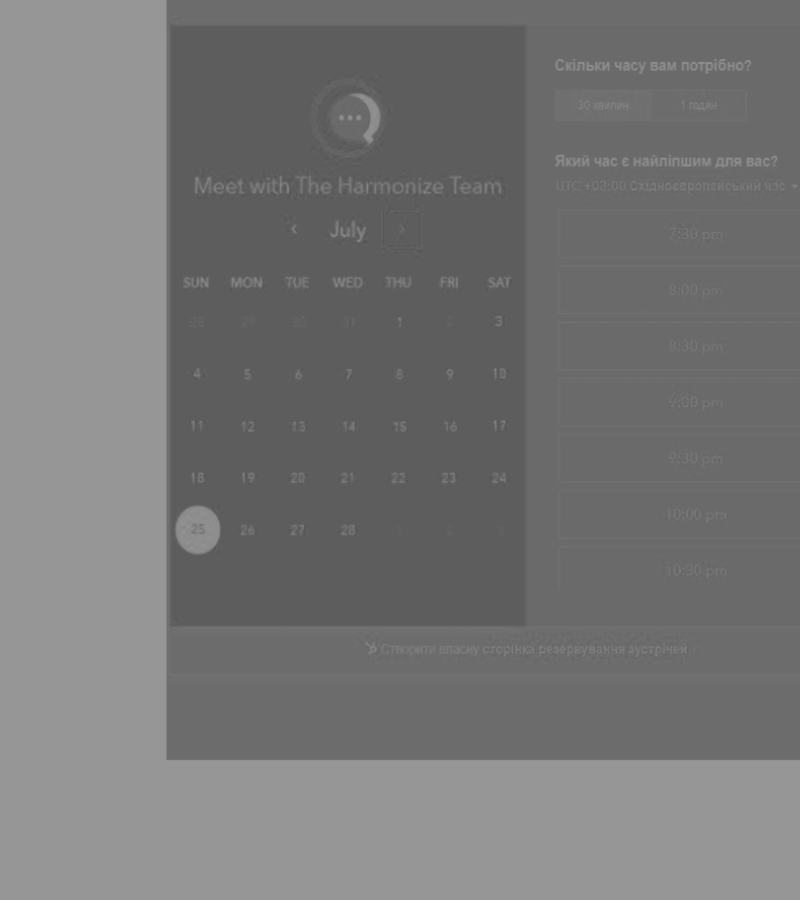 Meet with The Harmonize Team
July
SUN MON TUE WED THU FRI SAT
28 29 30 31 1 2 3
4 5 6 7 8 9 10
11 12 13 14 15 16 17
18 19 20 21 22 23 24
25 26 27 28
Скільки часу вам потрібно?
30 хвилин 1 годин
Який час є найліпшим для вас?
UTC +03:00 Східноєвропейський час
7:30 pm
8:00 pm
8:30 pm
9:00 pm
9:30 pm
10:00 pm
10:30 pm
Створити власну сторінка резервування зустрічей